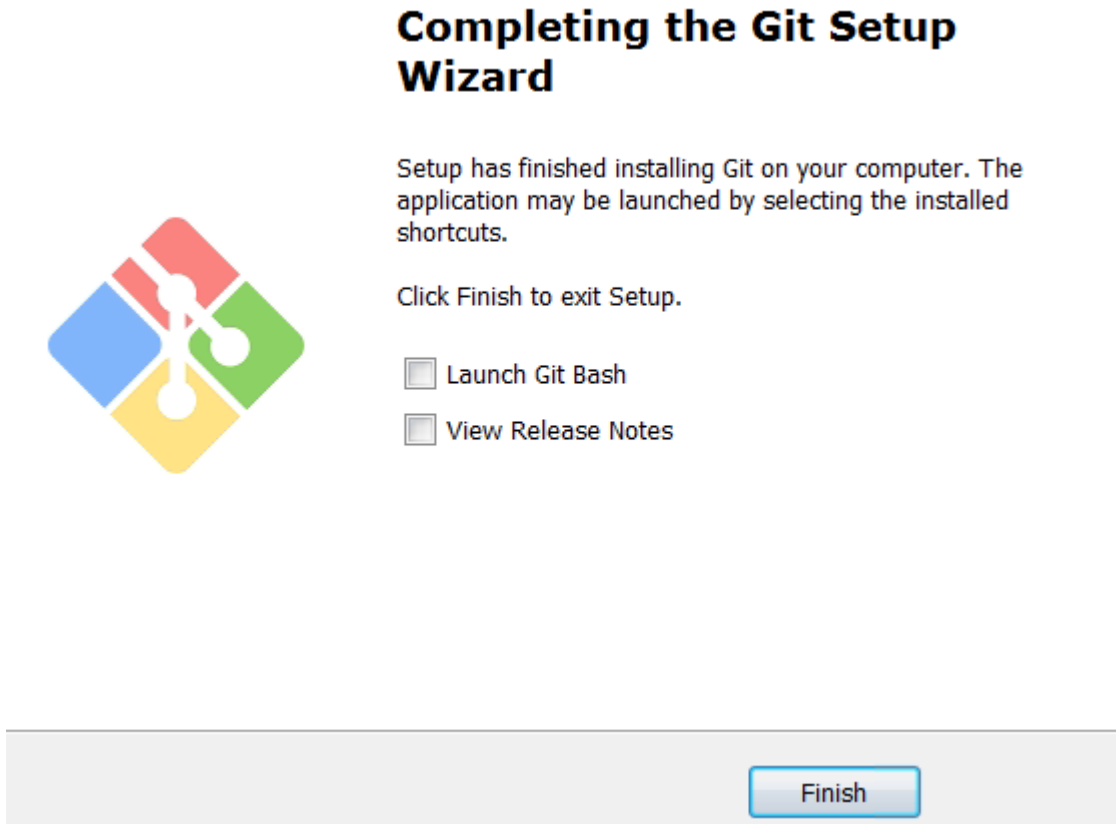 Completing the Git Setup
Wizard
Setup has finished installing Git on your computer. The
application may be launched by selecting the installed
shortcuts.
Click Finish to exit Setup.
Launch Git Bash
View Release Notes
Finish